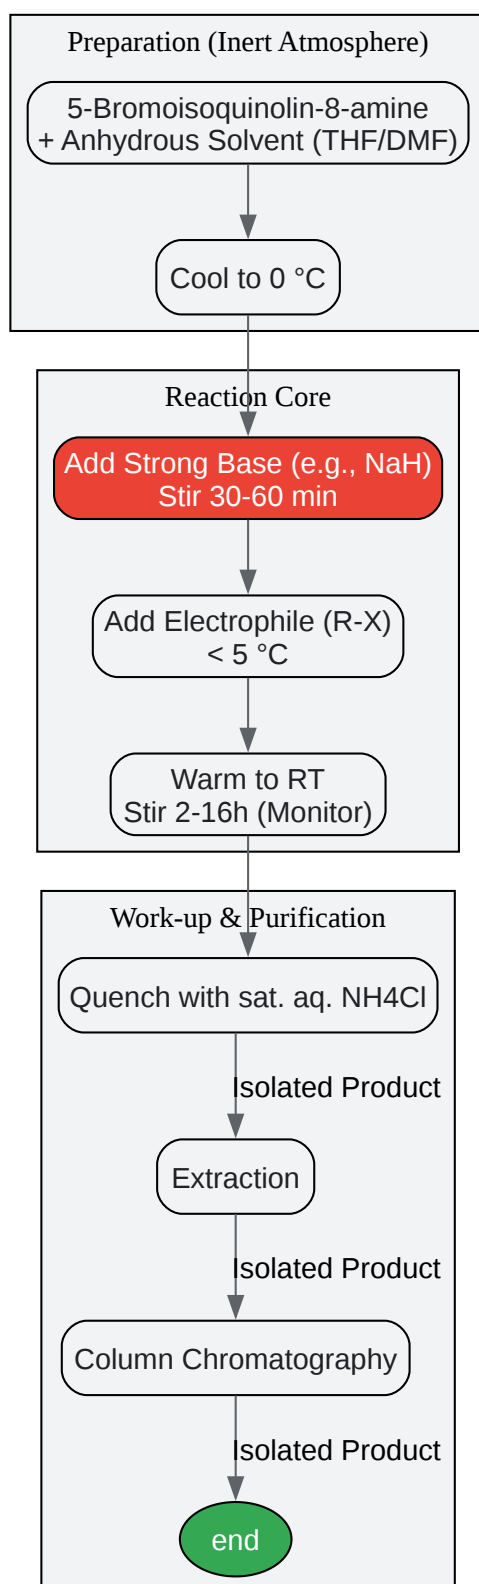 Preparation (Inert Atmosphere)
5-Bromoisoquinolin-8-amine
+ Anhydrous Solvent (THF/DMF)
Cool to 0 °C
Reaction Core
Add Strong Base (e.g., NaH)
Stir 30-60 min
Add Electrophile (R-X)
< 5 °C
Warm to RT
Stir 2-16h (Monitor)
Work-up & Purification
Quench with sat. aq. NH4Cl
Isolated Product
Extraction
Isolated Product
Column Chromatography
Isolated Product
end